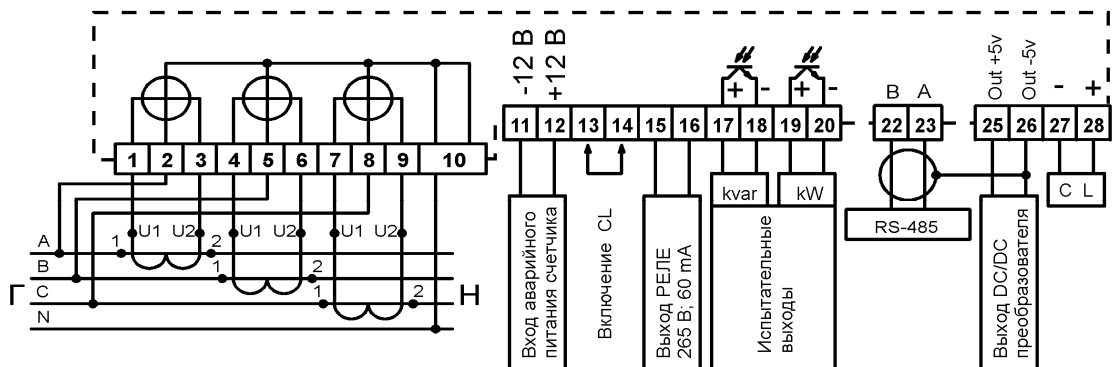 -12 В
+12 В
+ -
+ -
B A
Out +5v
Out -5v
- +
1 2 3 4 5 6 7 8 9 10
11 12 13 14 15 16 17 18 19 20
22 23
25 26 27 28
U1 U2 U1 U2 U1 U2
A
1 2
B
1 2
C
1 2
N
Г Н
Вход аварийного
питания счетчика
Включение CL
Выход РЕЛЕ
265 В; 60 mA
kvar kW
Испытательные
выходы
RS-485
Выход DC/DC
преобразователя
C L